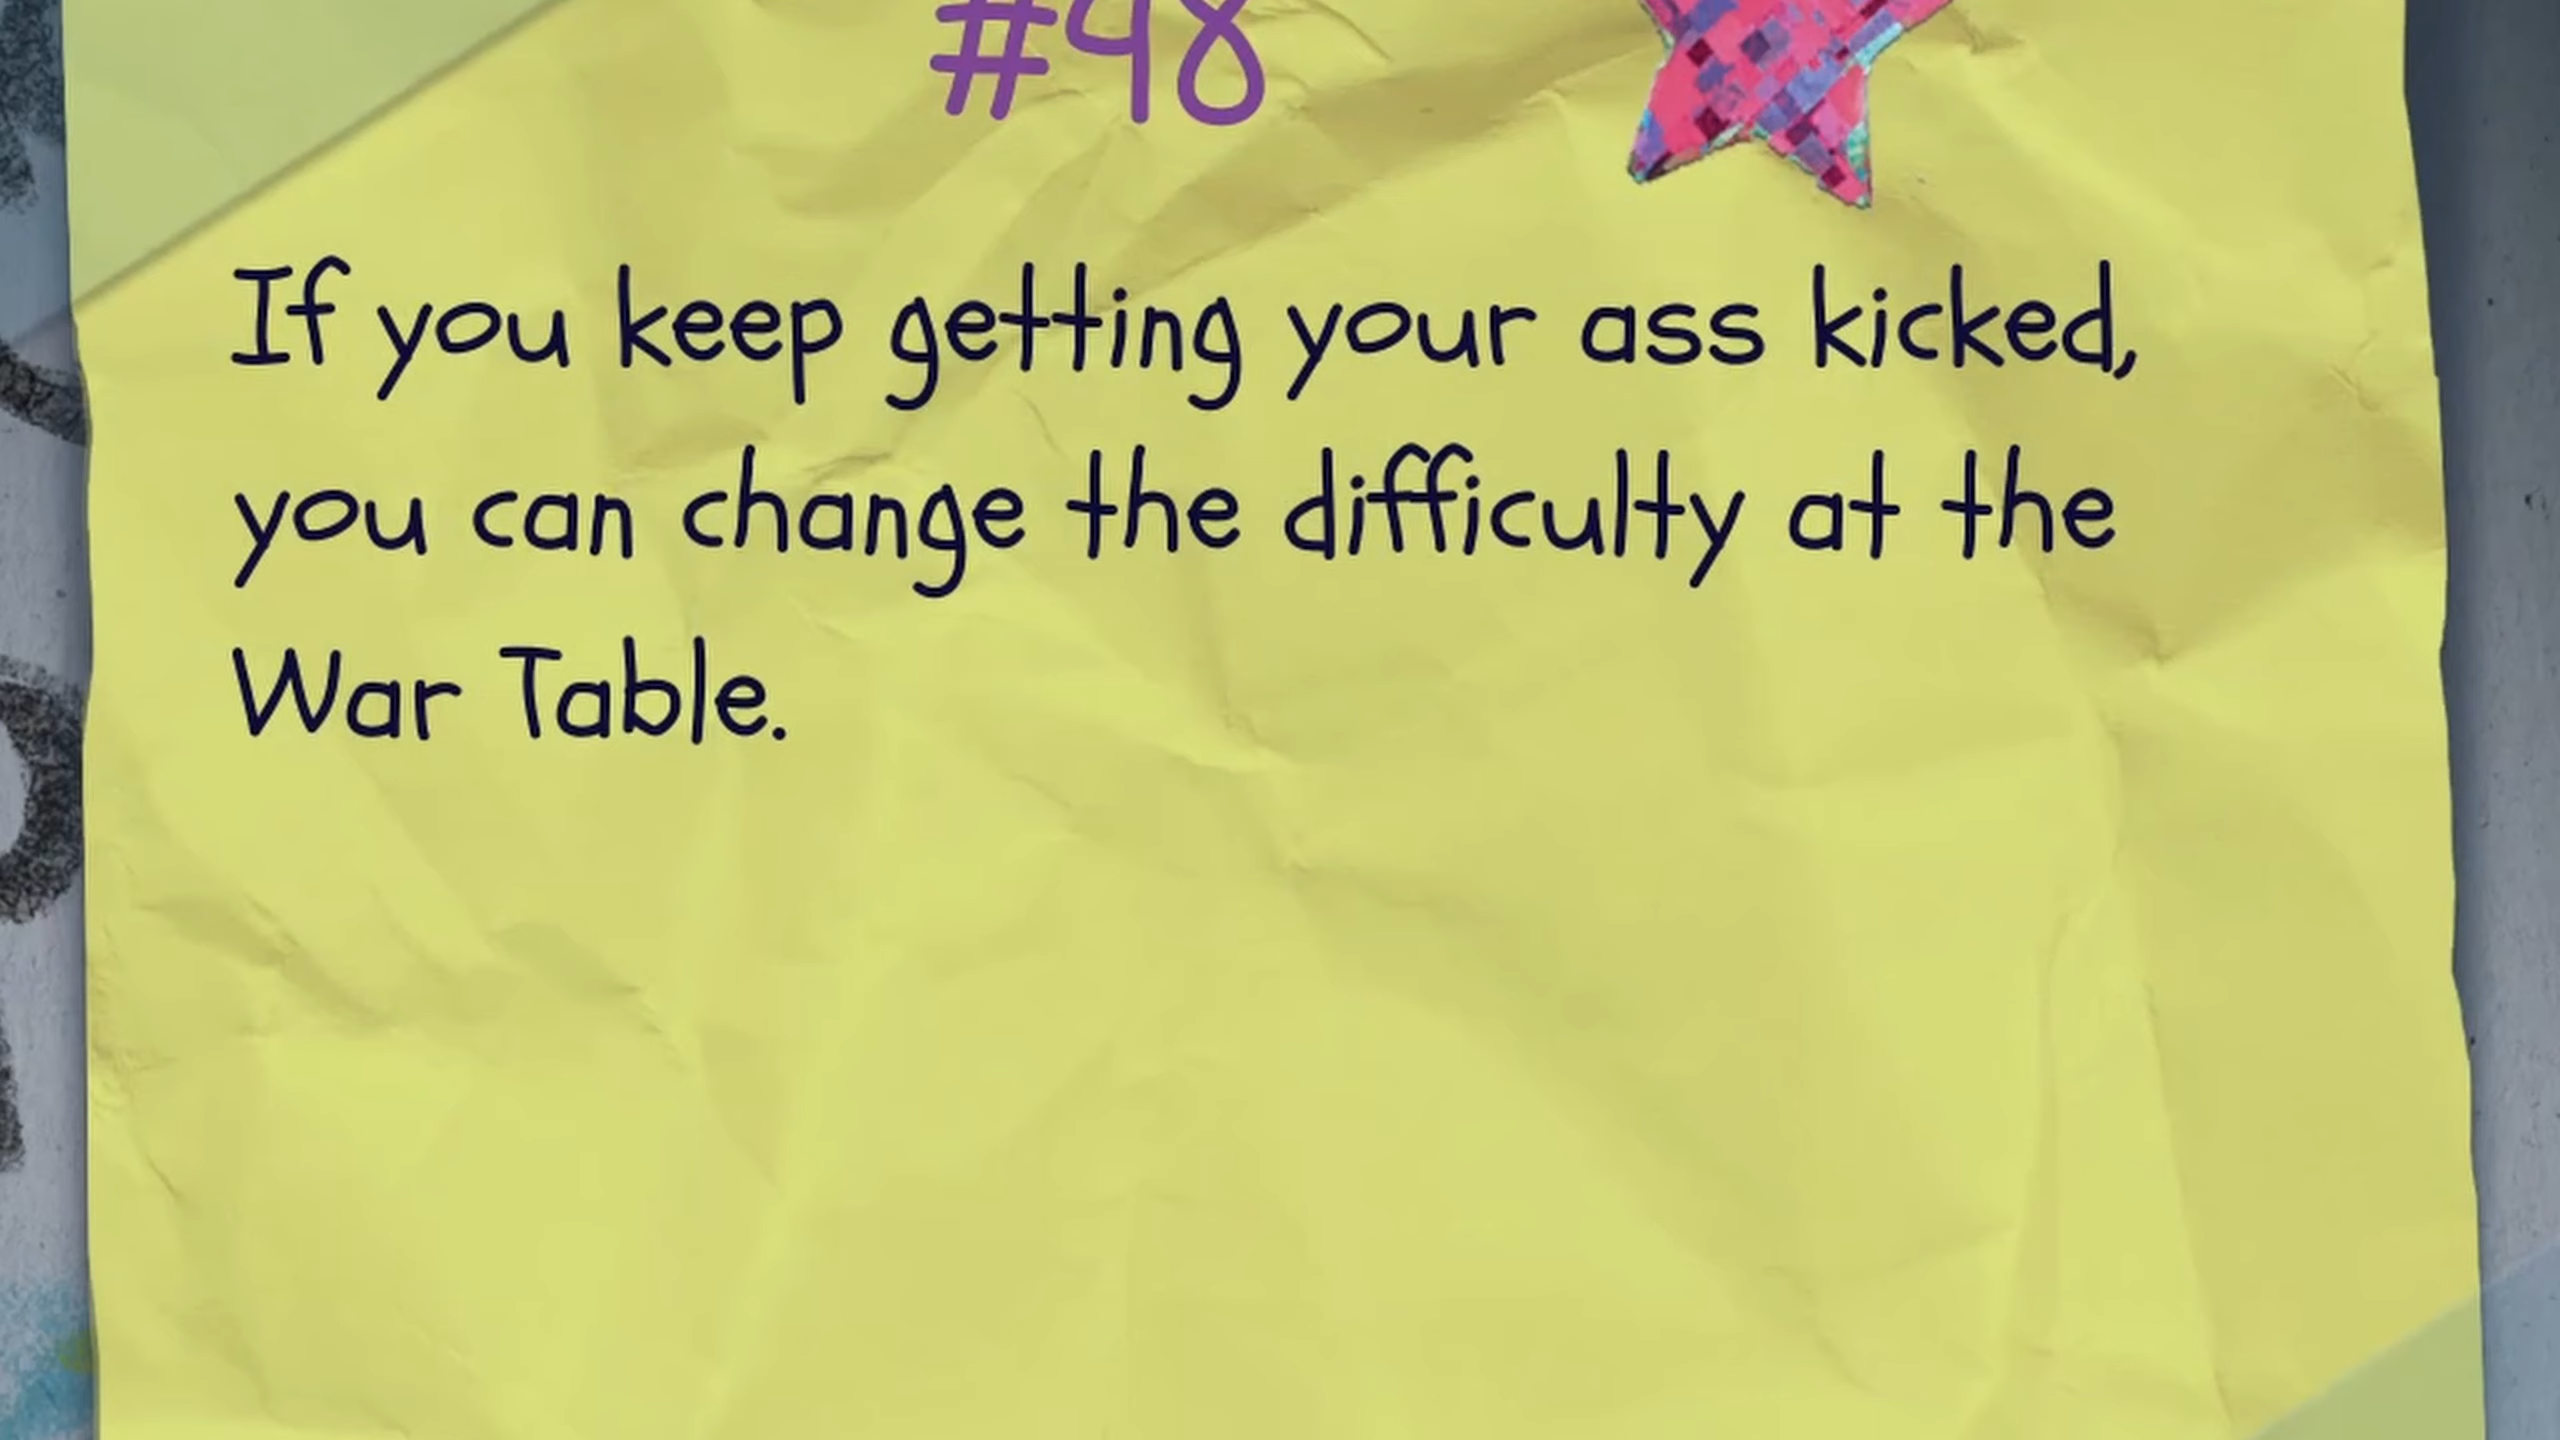 #48
If you keep getting your ass kicked,
you can change the difficulty at the
War Table.